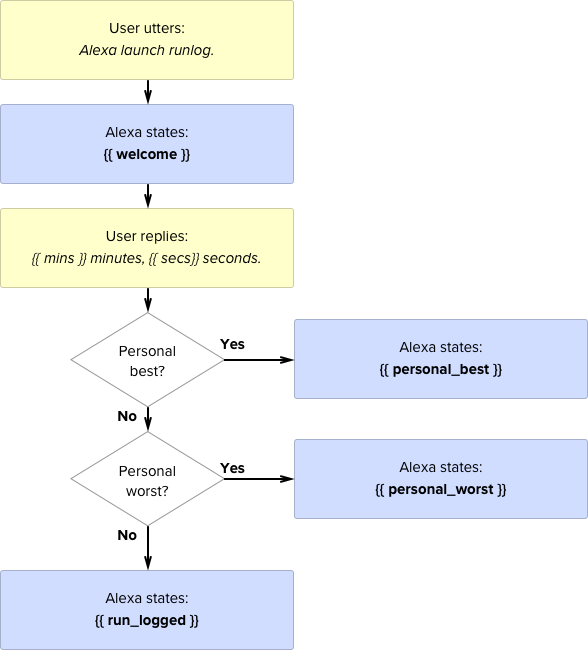 User utters:
Alexa launch runlog.
Alexa states:
{{ welcome }}
User replies:
{{ mins }} minutes, {{ secs}} seconds.
Personal
best?
Yes
Alexa states:
{{ personal_best }}
No
Personal
worst?
Yes
Alexa states:
{{ personal_worst }}
No
Alexa states:
{{ run_logged }}